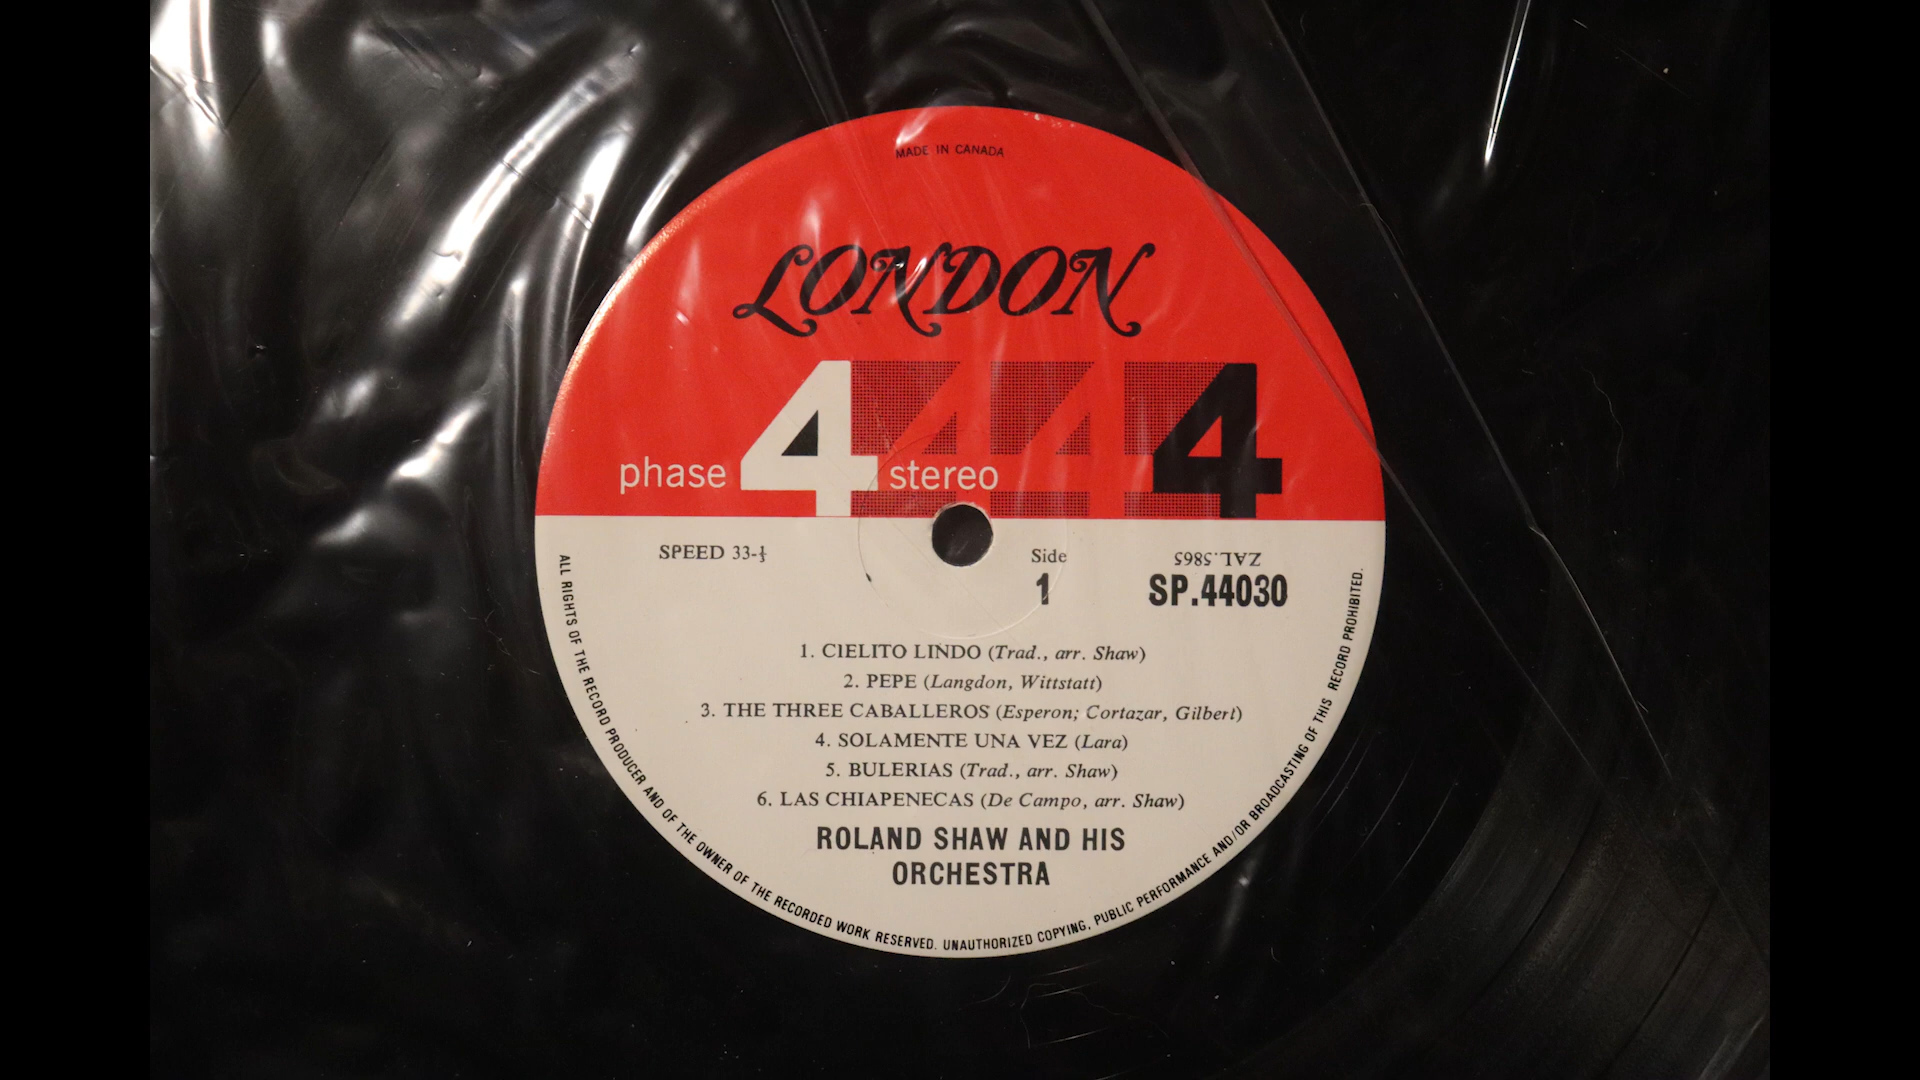 MADE IN CANADA
LONDON
phase 4 stereo 4 4 4
SPEED 33-⅓
Side
1
ZAL.5865
SP.44030
1. CIELITO LINDO (Trad., arr. Shaw)
2. PEPE (Langdon, Wittstatt)
3. THE THREE CABALLEROS (Esperon; Cortazar, Gilbert)
4. SOLAMENTE UNA VEZ (Lara)
5. BULERIAS (Trad., arr. Shaw)
6. LAS CHIAPENECAS (De Campo, arr. Shaw)
ROLAND SHAW AND HIS
ORCHESTRA
ALL RIGHTS OF THE RECORD PRODUCER AND OF THE OWNER OF THE RECORDED WORK RESERVED. UNAUTHORIZED COPYING, PUBLIC PERFORMANCE AND/OR BROADCASTING OF THIS RECORD PROHIBITED.